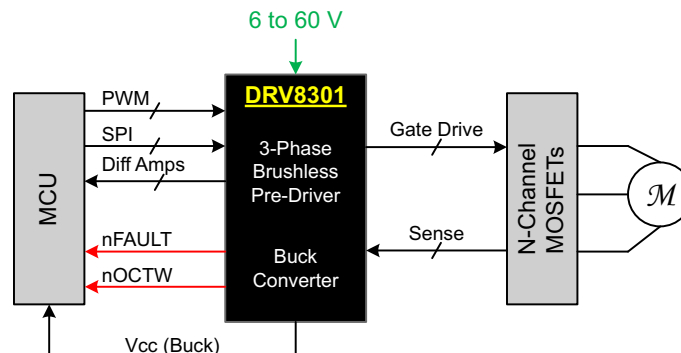 6 to 60 V
DRV8301
3-Phase
Brushless
Pre-Driver
Buck
Converter
MCU
PWM
SPI
Diff Amps
nFAULT
nOCTW
Vcc (Buck)
Gate Drive
Sense
N-Channel
MOSFETs
M